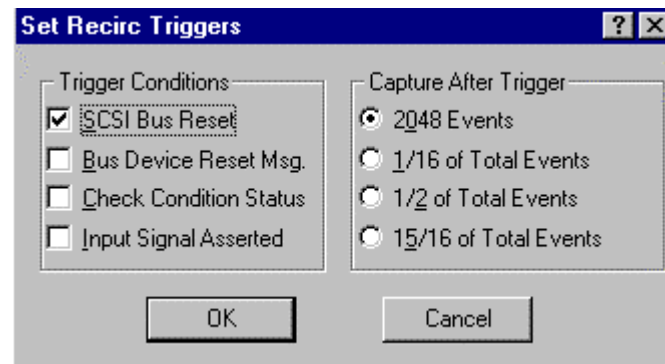 Set Recirc Triggers
Trigger Conditions
SCSI Bus Reset
Bus Device Reset Msg.
Check Condition Status
Input Signal Asserted
Capture After Trigger
2048 Events
1/16 of Total Events
1/2 of Total Events
15/16 of Total Events
OK
Cancel